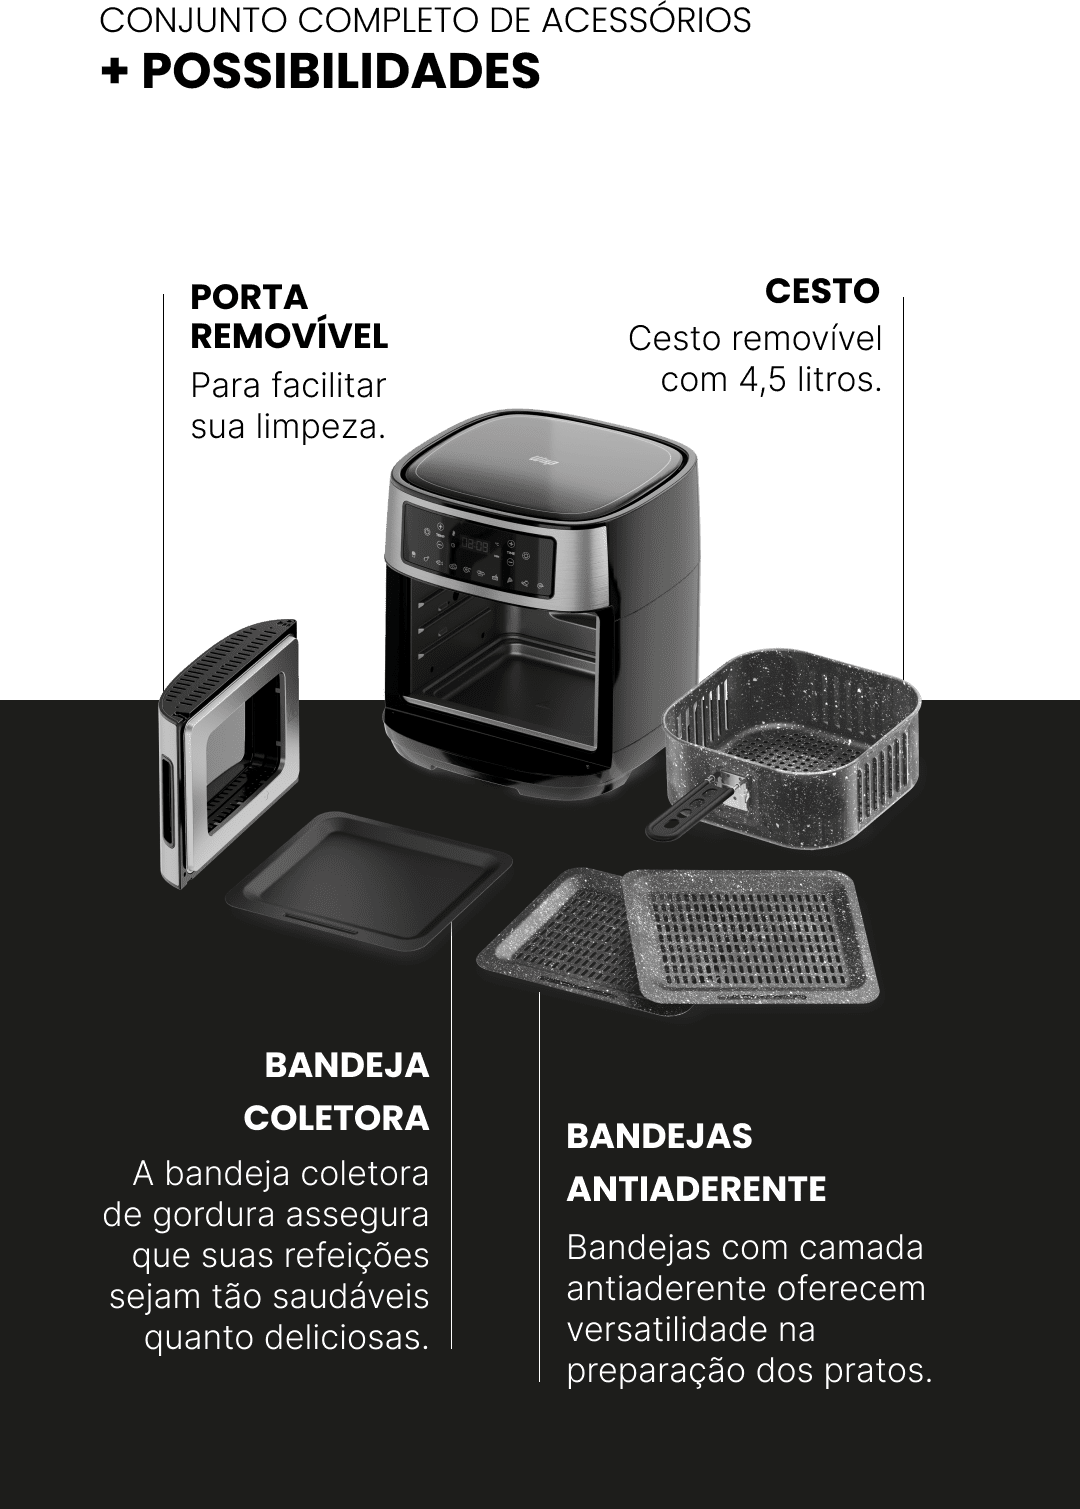 CONJUNTO COMPLETO DE ACESSÓRIOS
+ POSSIBILIDADES
PORTA
REMOVÍVEL
Para facilitar
sua limpeza.
CESTO
Cesto removível
com 4,5 litros.
BANDEJA
COLETORA
A bandeja coletora
de gordura assegura
que suas refeições
sejam tão saudáveis
quanto deliciosas.
BANDEJAS
ANTIADERENTE
Bandejas com camada
antiaderente oferecem
versatilidade na
preparação dos pratos.